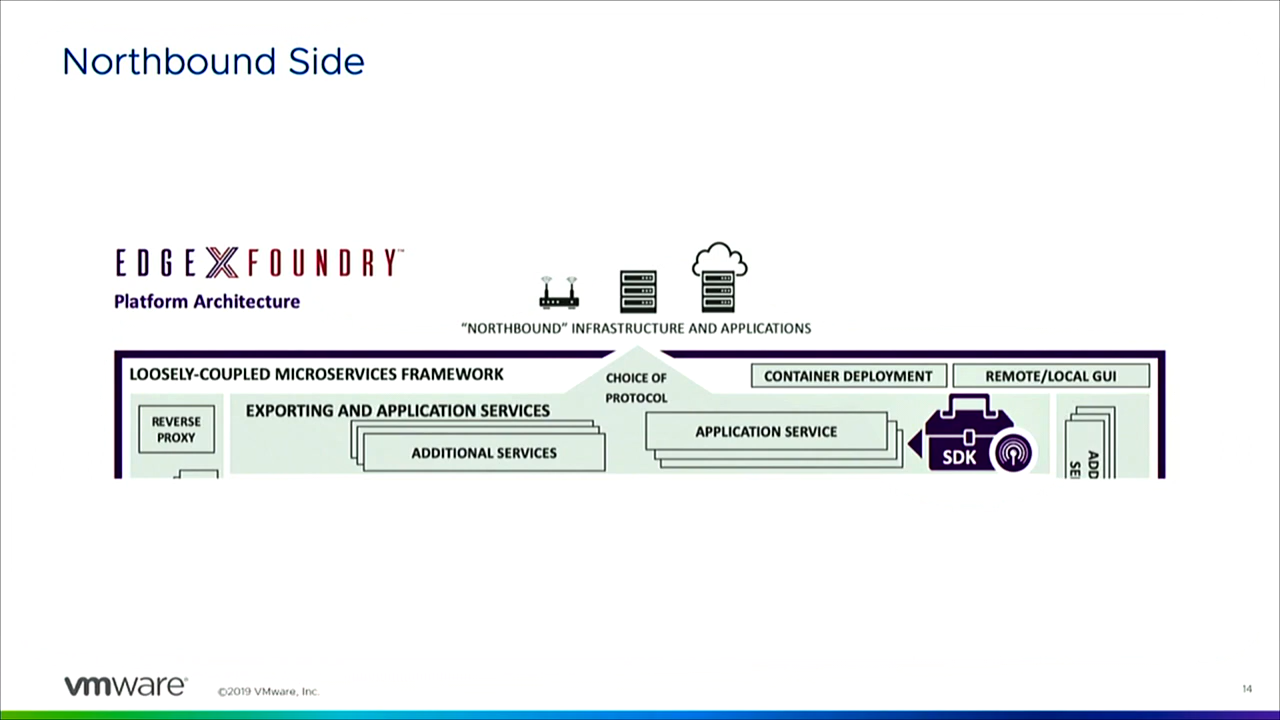 Northbound Side
EDGE X FOUNDRY™
Platform Architecture
“NORTHBOUND” INFRASTRUCTURE AND APPLICATIONS
LOOSELY-COUPLED MICROSERVICES FRAMEWORK
CHOICE OF
PROTOCOL
CONTAINER DEPLOYMENT
REMOTE/LOCAL GUI
REVERSE
PROXY
EXPORTING AND APPLICATION SERVICES
ADDITIONAL SERVICES
APPLICATION SERVICE
SDK
ADD
SE
vmware®
©2019 VMware, Inc.
14